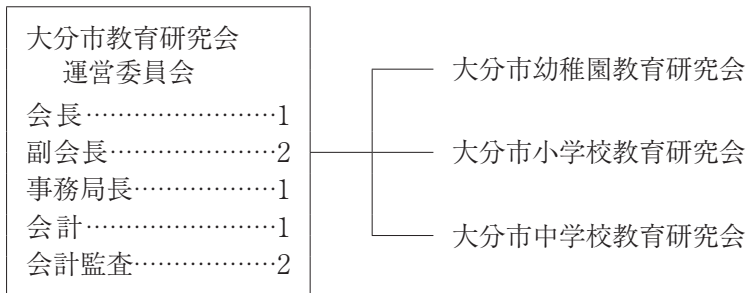 大分市教育研究会
運営委員会
会長……………………1
副会長…………………2
事務局長………………1
会計……………………1
会計監査………………2
大分市幼稚園教育研究会
大分市小学校教育研究会
大分市中学校教育研究会